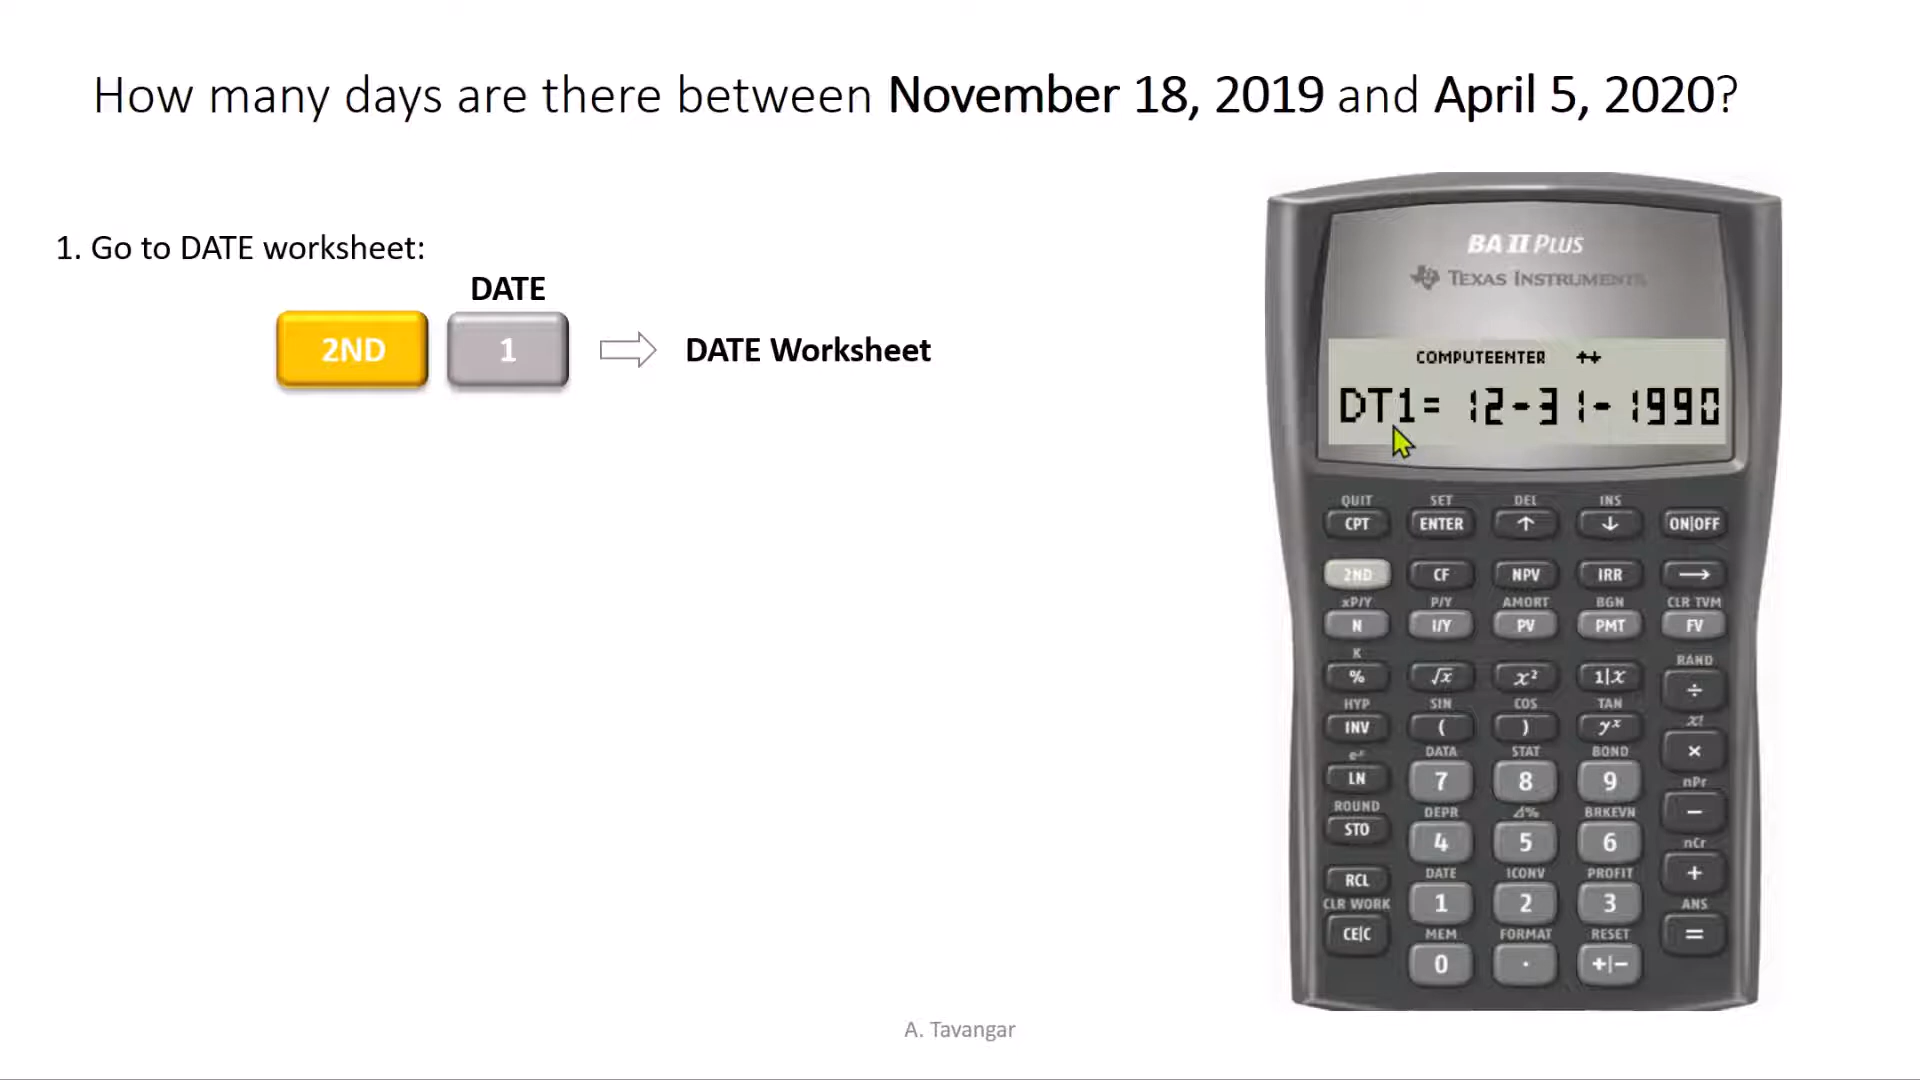 How many days are there between November 18, 2019 and April 5, 2020?
1. Go to DATE worksheet:
DATE
2ND 1 DATE Worksheet
BA II PLUS
TEXAS INSTRUMENTS
COMPUTEENTER ↑↓
DT1= 12-31-1990
QUIT SET DEL INS
CPT ENTER ↑ ↓ ON|OFF
2ND CF NPV IRR →
xP/Y P/Y AMORT BGN CLR TVM
N I/Y PV PMT FV
K RAND
% √x x² 1|x ÷
HYP SIN COS TAN x!
INV ( ) yˣ ×
eˣ DATA STAT BOND nPr
LN 7 8 9 −
ROUND DEPR Δ% BRKEVN nCr
STO 4 5 6 +
DATE ICONV PROFIT ANS
RCL 1 2 3 =
CLR WORK MEM FORMAT RESET
CE|C 0 . +|−
A. Tavangar